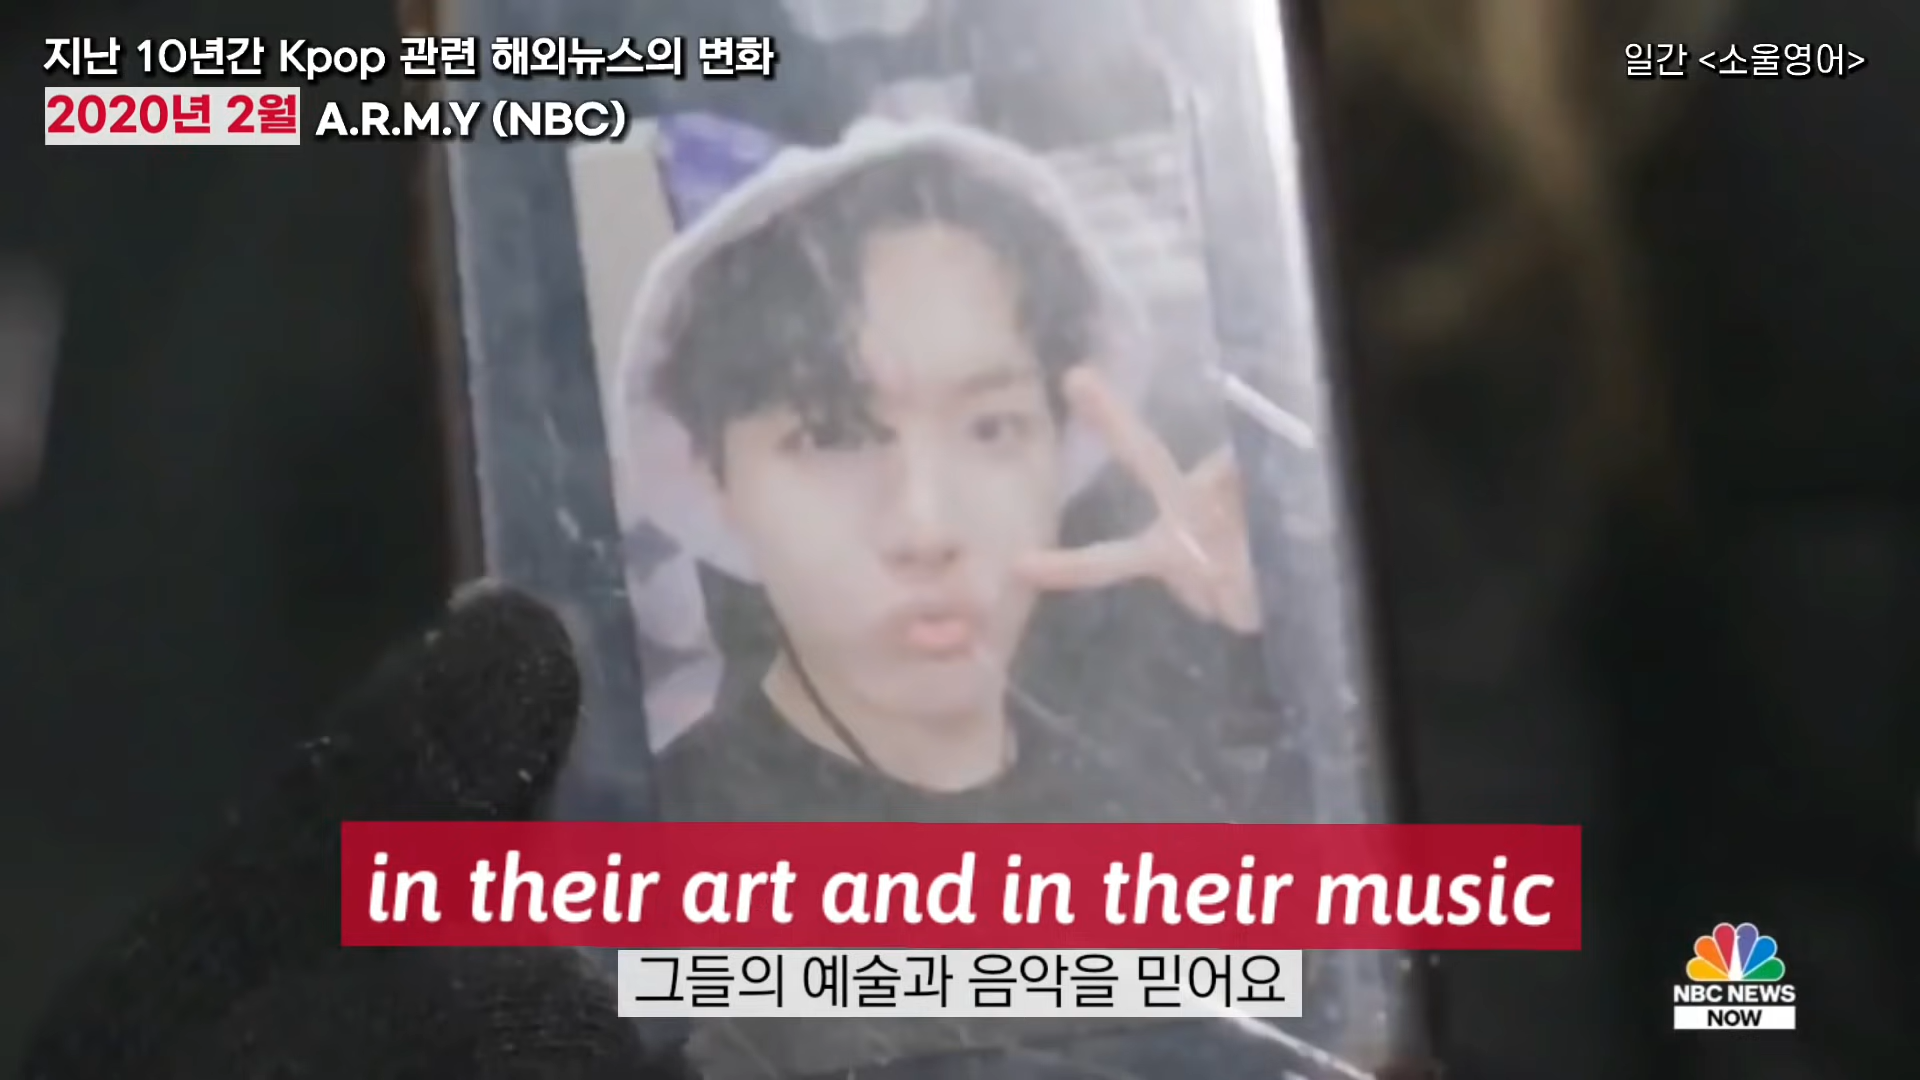 지난 10년간 Kpop 관련 해외뉴스의 변화
일간 <소울영어>
2020년 2월 A.R.M.Y (NBC)
in their art and in their music
그들의 예술과 음악을 믿어요
NBC NEWS
NOW